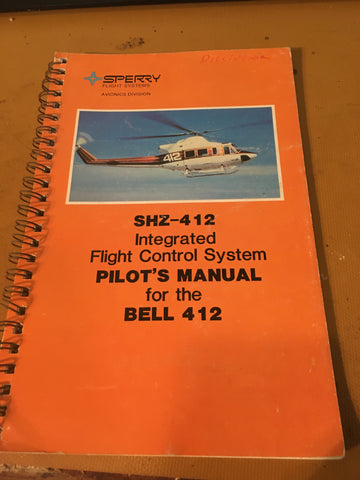 SPERRY
FLIGHT SYSTEMS
AVIONICS DIVISION
412
SHZ-412
Integrated
Flight Control System
PILOT'S MANUAL
for the
BELL 412